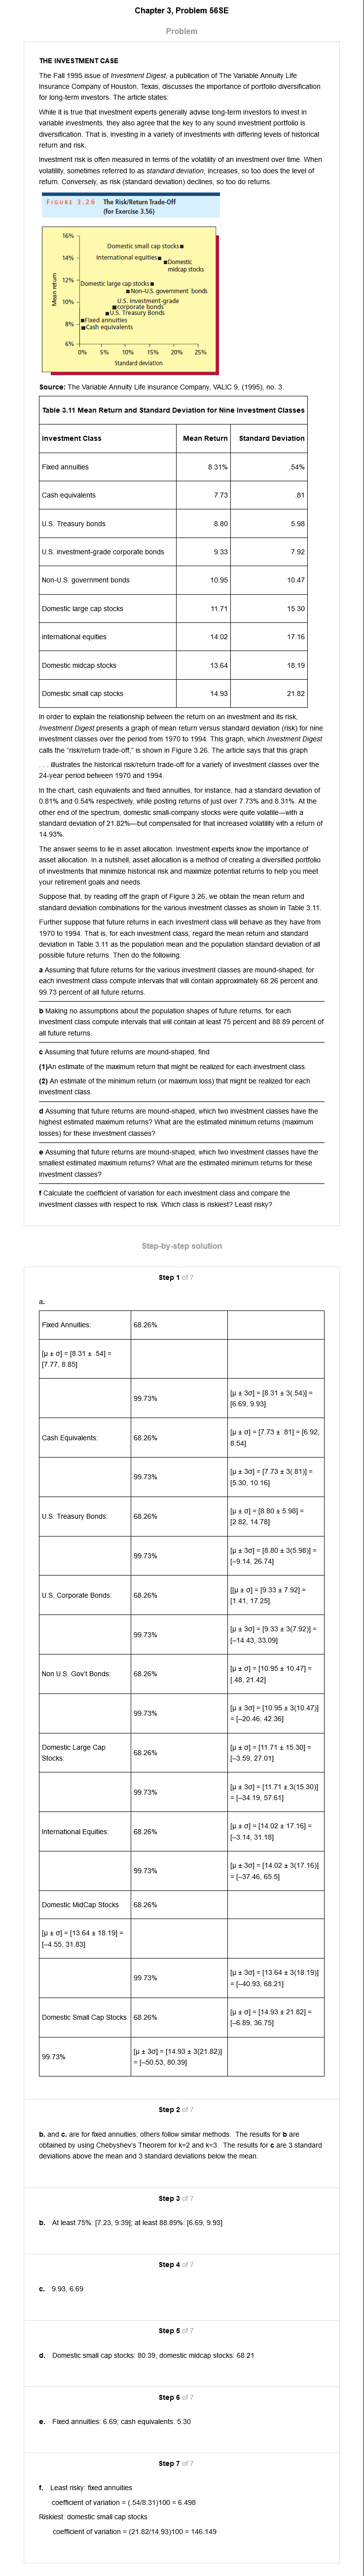 Chapter 3, Problem 56SE
Problem
THE INVESTMENT CASE
The Fall 1995 issue of Investment Digest, a publication of The Variable Annuity Life
Insurance Company of Houston, Texas, discusses the importance of portfolio diversification
for long-term investors. The article states:
While it is true that investment experts generally advise long-term investors to invest in
variable investments, they also agree that the key to any sound investment portfolio is
diversification. That is, investing in a variety of investments with differing levels of historical
return and risk.
Investment risk is often measured in terms of the volatility of an investment over time. When
volatility, sometimes referred to as standard deviation, increases, so too does the level of
return. Conversely, as risk (standard deviation) declines, so too do returns.
FIGURE 3.26 The Risk/Return Trade-Off
(for Exercise 3.56)
16%
Domestic small cap stocks
14%
International equities
Domestic
midcap stocks
12%
Domestic large cap stocks
Non-U.S. government bonds
Mean return
10%
U.S. investment-grade
corporate bonds
U.S. Treasury Bonds
8%
Fixed annuities
Cash equivalents
6%
0% 5% 10% 15% 20% 25%
Standard deviation
Source: The Variable Annuity Life insurance Company, VALIC 9, (1995), no. 3.
Table 3.11 Mean Return and Standard Deviation for Nine Investment Classes
Investment Class Mean Return Standard Deviation
Fixed annuities 8.31% .54%
Cash equivalents 7.73 .81
U.S. Treasury bonds 8.80 5.98
U.S. investment-grade corporate bonds 9.33 7.92
Non-U.S. government bonds 10.95 10.47
Domestic large cap stocks 11.71 15.30
international equities 14.02 17.16
Domestic midcap stocks 13.64 18.19
Domestic small cap stocks 14.93 21.82
In order to explain the relationship between the return on an investment and its risk,
Investment Digest presents a graph of mean return versus standard deviation (risk) for nine
investment classes over the period from 1970 to 1994. This graph, which Investment Digest
calls the "risk/return trade-off," is shown in Figure 3.26. The article says that this graph
. . . illustrates the historical risk/return trade-off for a variety of investment classes over the
24-year period between 1970 and 1994.
In the chart, cash equivalents and fixed annuities, for instance, had a standard deviation of
0.81% and 0.54% respectively, while posting returns of just over 7.73% and 8.31%. At the
other end of the spectrum, domestic small-company stocks were quite volatile—with a
standard deviation of 21.82%—but compensated for that increased volatility with a return of
14.93%.
The answer seems to lie in asset allocation. Investment experts know the importance of
asset allocation. In a nutshell, asset allocation is a method of creating a diversified portfolio
of investments that minimize historical risk and maximize potential returns to help you meet
your retirement goals and needs.
Suppose that, by reading off the graph of Figure 3.26, we obtain the mean return and
standard deviation combinations for the various investment classes as shown in Table 3.11.
Further suppose that future returns in each investment class will behave as they have from
1970 to 1994. That is, for each investment class, regard the mean return and standard
deviation in Table 3.11 as the population mean and the population standard deviation of all
possible future returns. Then do the following:
a Assuming that future returns for the various investment classes are mound-shaped, for
each investment class compute intervals that will contain approximately 68.26 percent and
99.73 percent of all future returns.
b Making no assumptions about the population shapes of future returns, for each
investment class compute intervals that will contain at least 75 percent and 88.89 percent of
all future returns.
c Assuming that future returns are mound-shaped, find
(1)An estimate of the maximum return that might be realized for each investment class.
(2) An estimate of the minimum return (or maximum loss) that might be realized for each
investment class.
d Assuming that future returns are mound-shaped, which two investment classes have the
highest estimated maximum returns? What are the estimated minimum returns (maximum
losses) for these investment classes?
e Assuming that future returns are mound-shaped, which two investment classes have the
smallest estimated maximum returns? What are the estimated minimum returns for these
investment classes?
f Calculate the coefficient of variation for each investment class and compare the
investment classes with respect to risk. Which class is riskiest? Least risky?
Step-by-step solution
Step 1 of 7
a.
Fixed Annuities: 68.26%
[μ ± σ] = [8.31 ± .54] =
[7.77, 8.85]
99.73% [μ ± 3σ] = [8.31 ± 3(.54)] =
[6.69, 9.93]
Cash Equivalents: 68.26% [μ ± σ] = [7.73 ± .81] = [6.92,
8.54]
99.73% [μ ± 3σ] = [7.73 ± 3(.81)] =
[5.30, 10.16]
U.S. Treasury Bonds: 68.26% [μ ± σ] = [8.80 ± 5.98] =
[2.82, 14.78]
99.73% [μ ± 3σ] = [8.80 ± 3(5.98)] =
[–9.14, 26.74]
U.S. Corporate Bonds: 68.26% [[μ ± σ] = [9.33 ± 7.92] =
[1.41, 17.25]
99.73% [μ ± 3σ] = [9.33 ± 3(7.92)] =
[–14.43, 33.09]
Non U.S. Gov't Bonds: 68.26% [μ ± σ] = [10.95 ± 10.47] =
[.48, 21.42]
99.73% [μ ± 3σ] = [10.95 ± 3(10.47)]
= [–20.46, 42.36]
Domestic Large Cap
Stocks: 68.26% [μ ± σ] = [11.71 ± 15.30] =
[–3.59, 27.01]
99.73% [μ ± 3σ] = [11.71 ± 3(15.30)]
= [–34.19, 57.61]
International Equities: 68.26% [μ ± σ] = [14.02 ± 17.16] =
[–3.14, 31.18]
99.73% [μ ± 3σ] = [14.02 ± 3(17.16)]
= [–37.46, 65.5]
Domestic MidCap Stocks 68.26%
[μ ± σ] = [13.64 ± 18.19] =
[–4.55, 31.83]
99.73% [μ ± 3σ] = [13.64 ± 3(18.19)]
= [–40.93, 68.21]
Domestic Small Cap Stocks 68.26% [μ ± σ] = [14.93 ± 21.82] =
[–6.89, 36.75]
99.73% [μ ± 3σ] = [14.93 ± 3(21.82)]
= [–50.53, 80.39]
Step 2 of 7
b. and c. are for fixed annuities; others follow similar methods. The results for b are
obtained by using Chebyshev's Theorem for k=2 and k=3. The results for c are 3 standard
deviations above the mean and 3 standard deviations below the mean.
Step 3 of 7
b. At least 75%: [7.23, 9.39]; at least 88.89%: [6.69, 9.93]
Step 4 of 7
c. 9.93, 6.69
Step 5 of 7
d. Domestic small cap stocks: 80.39, domestic midcap stocks: 68.21
Step 6 of 7
e. Fixed annuities: 6.69; cash equivalents: 5.30
Step 7 of 7
f. Least risky: fixed annuities
coefficient of variation = (.54/8.31)100 = 6.498
Riskiest: domestic small cap stocks
coefficient of variation = (21.82/14.93)100 = 146.149